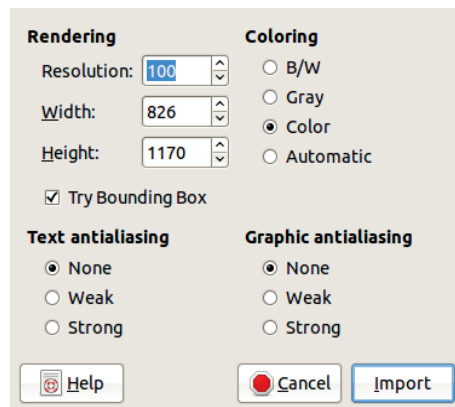 Rendering
Resolution: 100
Width: 826
Height: 1170
Try Bounding Box
Coloring
B/W
Gray
Color
Automatic
Text antialiasing
None
Weak
Strong
Graphic antialiasing
None
Weak
Strong
Help
Cancel
Import